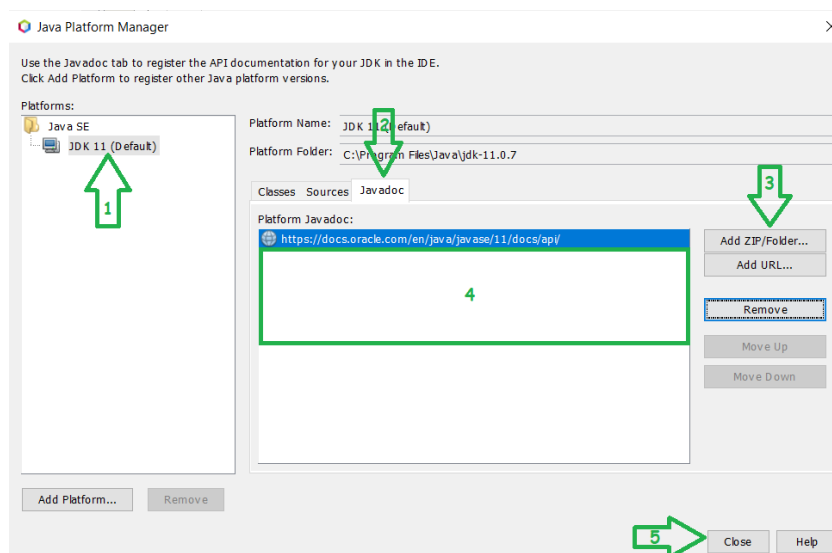 Java Platform Manager
Use the Javadoc tab to register the API documentation for your JDK in the IDE.
Click Add Platform to register other Java platform versions.
Platforms:
Java SE
JDK 11 (Default)
1
Platform Name: JDK 11 (Default)
2
Platform Folder: C:\Program Files\Java\jdk-11.0.7
Classes Sources Javadoc
3
Platform Javadoc:
https://docs.oracle.com/en/java/javase/11/docs/api/
4
Add ZIP/Folder...
Add URL...
Remove
Move Up
Move Down
Add Platform... Remove
5
Close Help